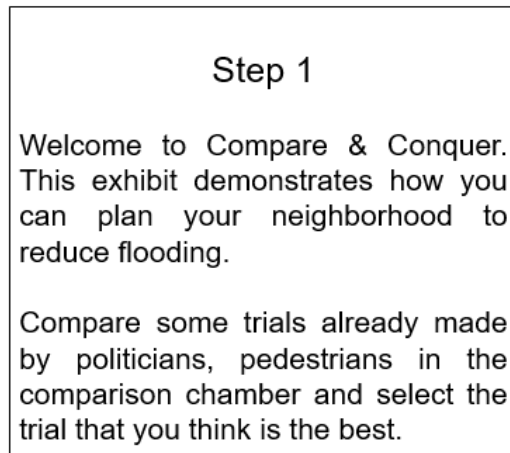 Step 1
Welcome to Compare & Conquer.
This exhibit demonstrates how you
can plan your neighborhood to
reduce flooding.
Compare some trials already made
by politicians, pedestrians in the
comparison chamber and select the
trial that you think is the best.